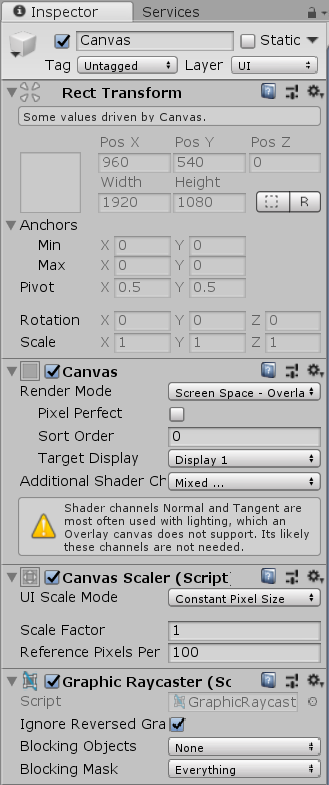 Inspector Services
Canvas Static
Tag Untagged Layer UI
Rect Transform
Some values driven by Canvas.
Pos X Pos Y Pos Z
960 540 0
Width Height
1920 1080 R
Anchors
Min X 0 Y 0
Max X 0 Y 0
Pivot X 0.5 Y 0.5
Rotation X 0 Y 0 Z 0
Scale X 1 Y 1 Z 1
Canvas
Render Mode Screen Space - Overla
Pixel Perfect
Sort Order 0
Target Display Display 1
Additional Shader Ch Mixed ...
Shader channels Normal and Tangent are
most often used with lighting, which an
Overlay canvas does not support. Its likely
these channels are not needed.
Canvas Scaler (Script)
UI Scale Mode Constant Pixel Size
Scale Factor 1
Reference Pixels Per 100
Graphic Raycaster (Sc
Script GraphicRaycast
Ignore Reversed Gra
Blocking Objects None
Blocking Mask Everything